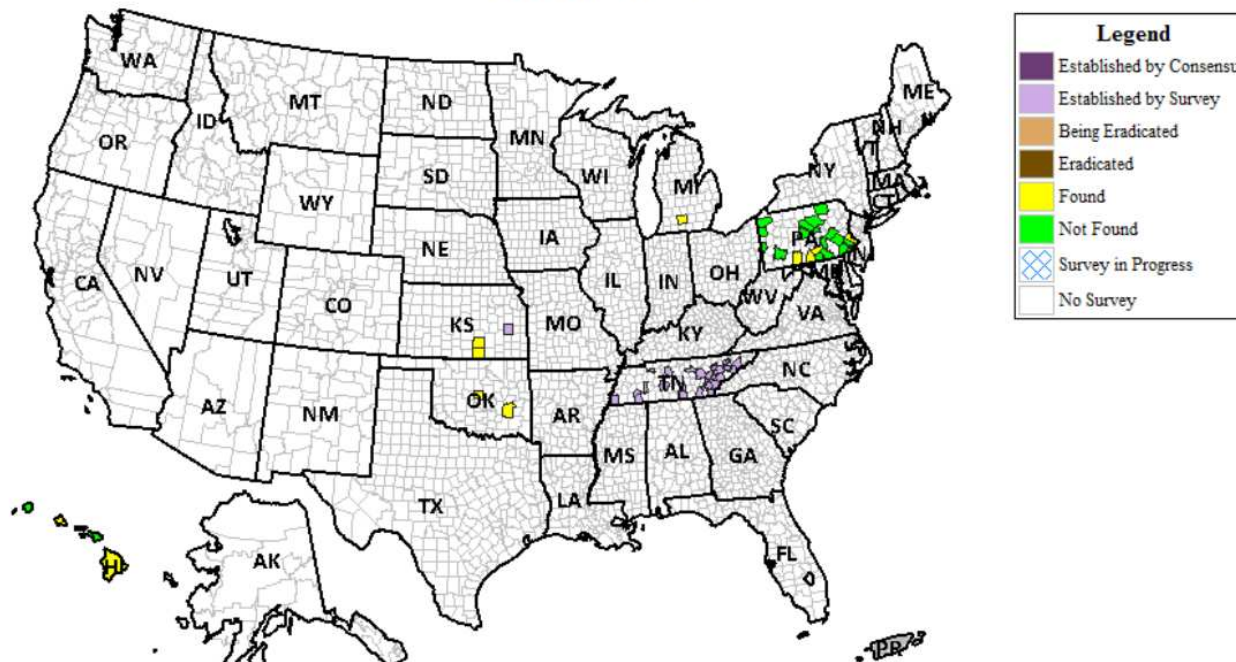 WA
MT
ND
MN
ME
OR
ID
SD
WI
MI
NY
VT
NH
MA
CT
WY
NE
IA
PA
NJ
NV
UT
CO
IL
IN
OH
WV
MD
CA
KS
MO
KY
VA
AZ
NM
OK
AR
TN
NC
SC
TX
LA
MS
AL
GA
FL
HI
AK
PR
Legend
Established by Consensu
Established by Survey
Being Eradicated
Eradicated
Found
Not Found
Survey in Progress
No Survey